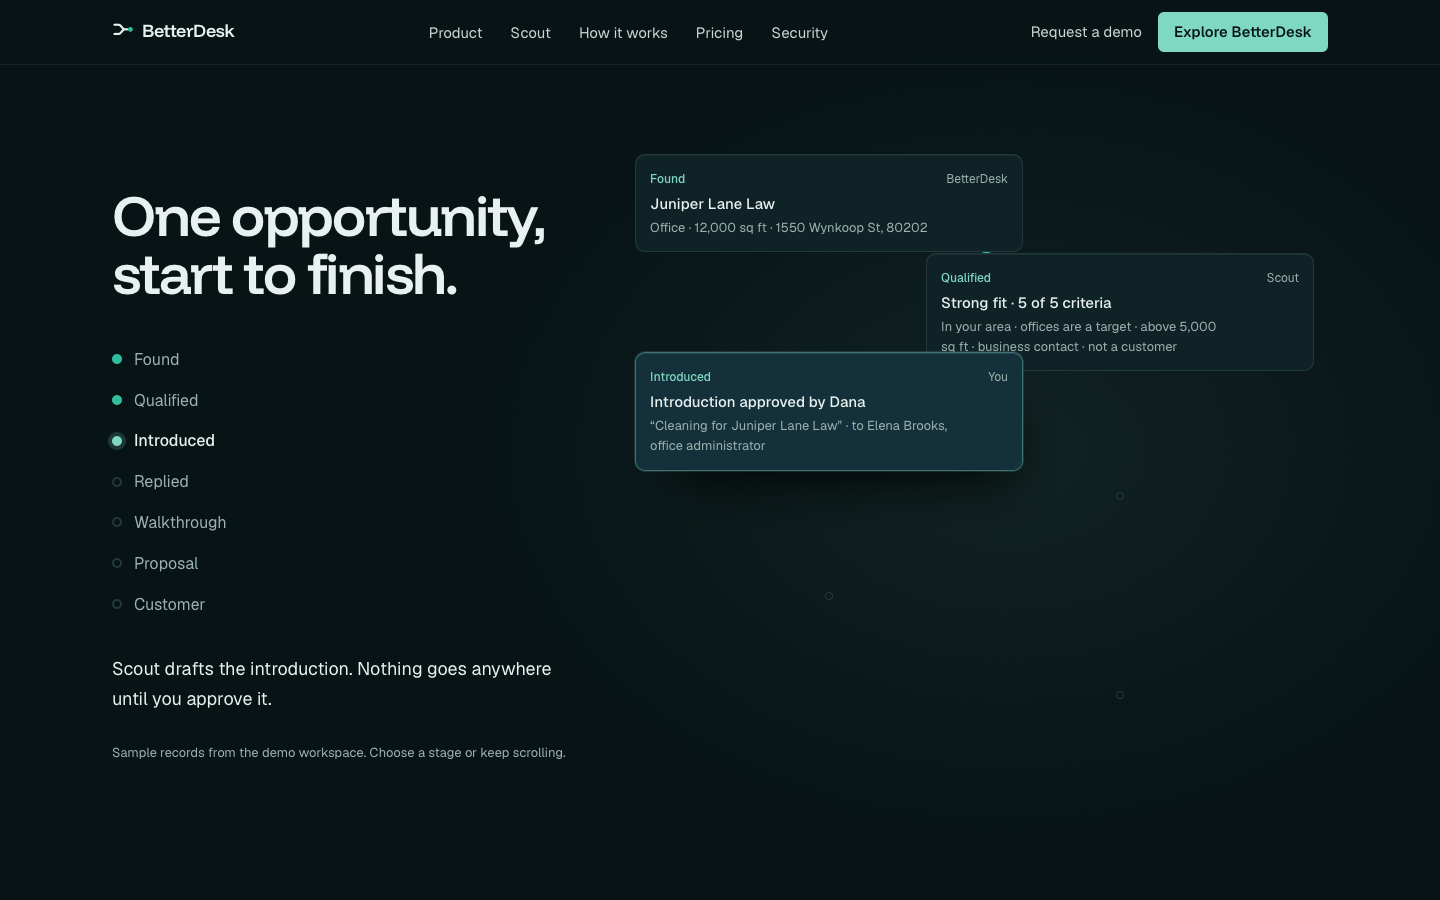 BetterDesk
Product
Scout
How it works
Pricing
Security
Request a demo
Explore BetterDesk
One opportunity,
start to finish.
Found
Qualified
Introduced
Replied
Walkthrough
Proposal
Customer
Scout drafts the introduction. Nothing goes anywhere
until you approve it.
Sample records from the demo workspace. Choose a stage or keep scrolling.
Found
BetterDesk
Juniper Lane Law
Office · 12,000 sq ft · 1550 Wynkoop St, 80202
Qualified
Scout
Strong fit · 5 of 5 criteria
In your area · offices are a target · above 5,000
sq ft · business contact · not a customer
Introduced
You
Introduction approved by Dana
“Cleaning for Juniper Lane Law” · to Elena Brooks,
office administrator